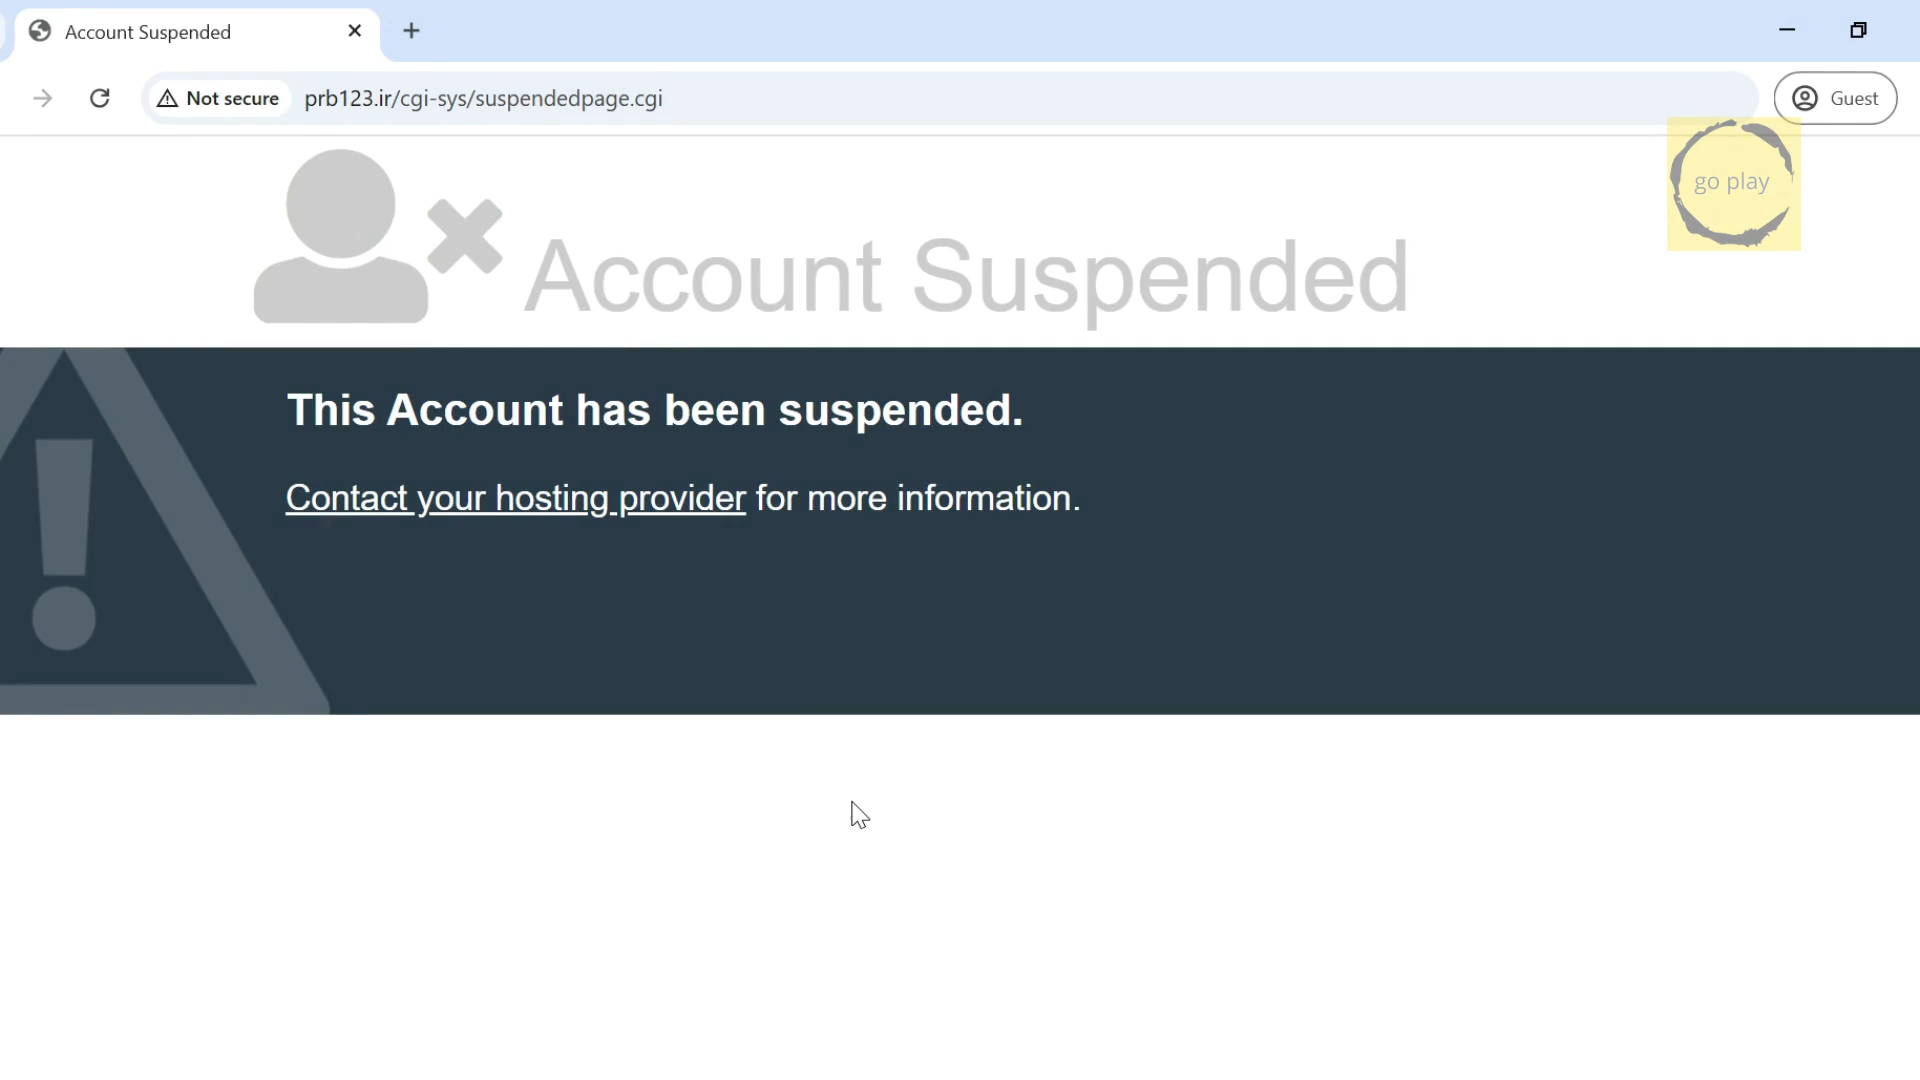 Account Suspended
Not secure
prb123.ir/cgi-sys/suspendedpage.cgi
Guest
go play
Account Suspended
This Account has been suspended.
Contact your hosting provider for more information.